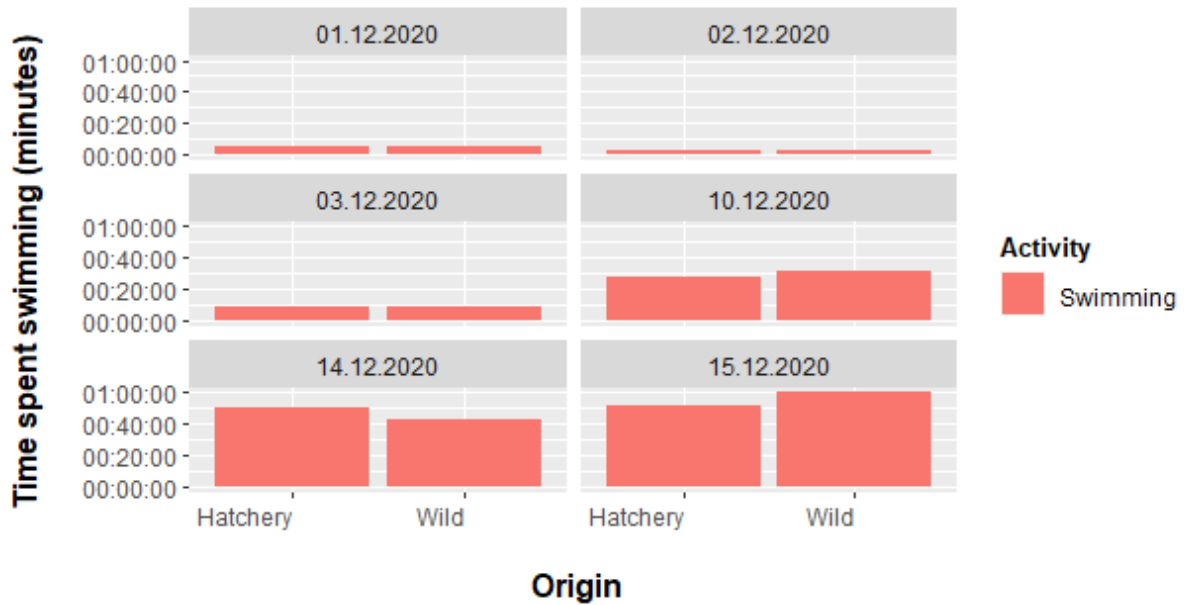 Time spent swimming (minutes)
01.12.2020
02.12.2020
01:00:00
00:40:00
00:20:00
00:00:00
03.12.2020
10.12.2020
01:00:00
00:40:00
00:20:00
00:00:00
14.12.2020
15.12.2020
01:00:00
00:40:00
00:20:00
00:00:00
Hatchery
Wild
Hatchery
Wild
Origin
Activity
Swimming